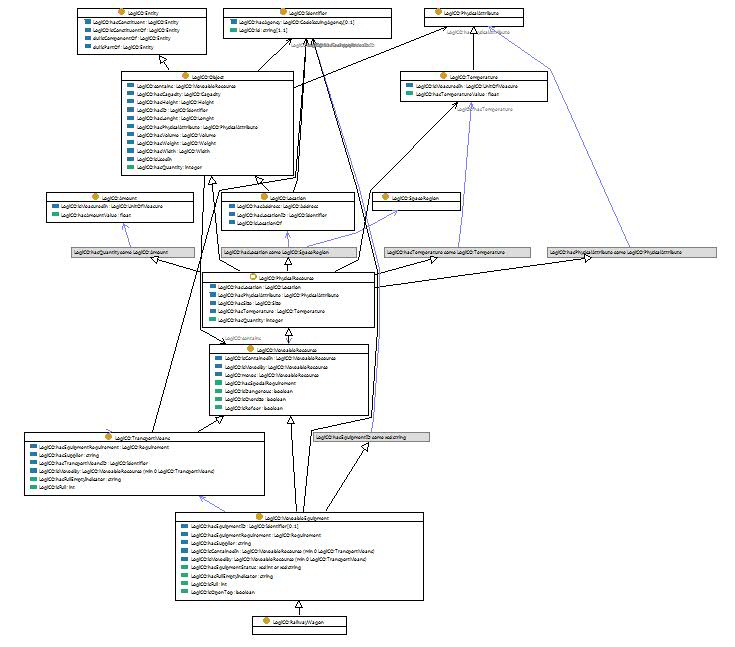 LogiCO:Entity
LogiCO:hasConstituent : LogiCO:Entity
LogiCO:isConstituentOf : LogiCO:Entity
dul:isComponentOf : LogiCO:Entity
dul:isPartOf : LogiCO:Entity
LogiCO:Identifier
LogiCO:hasAgency : LogiCO:CodeIssuingAgency[0..1]
LogiCO:id : string[1..1]
LogiCO:PhysicalAttribute
LogiCO:hasPhysicalAttribute
LogiCO:Object
LogiCO:contains : LogiCO:MoveableResource
LogiCO:hasCapacity : LogiCO:Capacity
LogiCO:hasHeight : LogiCO:Height
LogiCO:hasID : LogiCO:Identifier
LogiCO:hasLenght : LogiCO:Lenght
LogiCO:hasPhysicalAttribute : LogiCO:PhysicalAttribute
LogiCO:hasVolume : LogiCO:Volume
LogiCO:hasWeight : LogiCO:Weight
LogiCO:hasWidth : LogiCO:Width
LogiCO:isUsedIn
LogiCO:hasQuantity : integer
LogiCO:Temperature
LogiCO:isMeasuredIn : LogiCO:UnitOfMeasure
LogiCO:hasTemperatureValue : float
LogiCO:hasTemperature
LogiCO:Amount
LogiCO:isMeasuredIn : LogiCO:UnitOfMeasure
LogiCO:hasAmountValue : float
LogiCO:Location
LogiCO:hasAddress : LogiCO:Address
LogiCO:hasLocationID : LogiCO:Identifier
LogiCO:isLocationOf
LogiCO:SpaceRegion
LogiCO:hasQuantity some LogiCO:Amount
LogiCO:hasLocation some LogiCO:SpaceRegion
LogiCO:hasTemperature some LogiCO:Temperature
LogiCO:hasPhysicalAttribute some LogiCO:PhysicalAttribute
LogiCO:PhysicalResource
LogiCO:hasLocation : LogiCO:Location
LogiCO:hasPhysicalAttribute : LogiCO:PhysicalAttribute
LogiCO:hasSize : LogiCO:Size
LogiCO:hasTemperature : LogiCO:Temperature
LogiCO:hasQuantity : integer
LogiCO:contains
LogiCO:MoveableResource
LogiCO:isContainedIn : LogiCO:MoveableResource
LogiCO:isMovedBy : LogiCO:MoveableResource
LogiCO:moves : LogiCO:MoveableResource
LogiCO:hasSpecialRequirement
LogiCO:isDangerous : boolean
LogiCO:isOversize : boolean
LogiCO:isReefer : boolean
LogiCO:TransportMeans
LogiCO:hasEquipmentRequirement : LogiCO:Requirement
LogiCO:hasSupplier : string
LogiCO:hasTransportMeansID : LogiCO:Identifier
LogiCO:isMovedBy : LogiCO:MoveableResource (min 0 LogiCO:TransportMeans)
LogiCO:hasFullEmptyIndicator : string
LogiCO:isFull : int
LogiCO:hasEquipmentID some xsd:string
LogiCO:MoveableEquipment
LogiCO:hasEquipmentID : LogiCO:Identifier[0..1]
LogiCO:hasEquipmentRequirement : LogiCO:Requirement
LogiCO:hasSupplier : string
LogiCO:isContainedIn : LogiCO:MoveableResource (min 0 LogiCO:TransportMeans)
LogiCO:isMovedBy : LogiCO:MoveableResource (min 0 LogiCO:TransportMeans)
LogiCO:hasEquipmentStatus : xsd:int or xsd:string
LogiCO:hasFullEmptyIndicator : string
LogiCO:isFull : int
LogiCO:isOpenTop : boolean
LogiCO:RailwayWagon